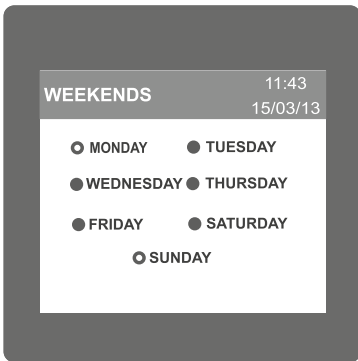 WEEKENDS 11:43
15/03/13
MONDAY TUESDAY
WEDNESDAY THURSDAY
FRIDAY SATURDAY
SUNDAY